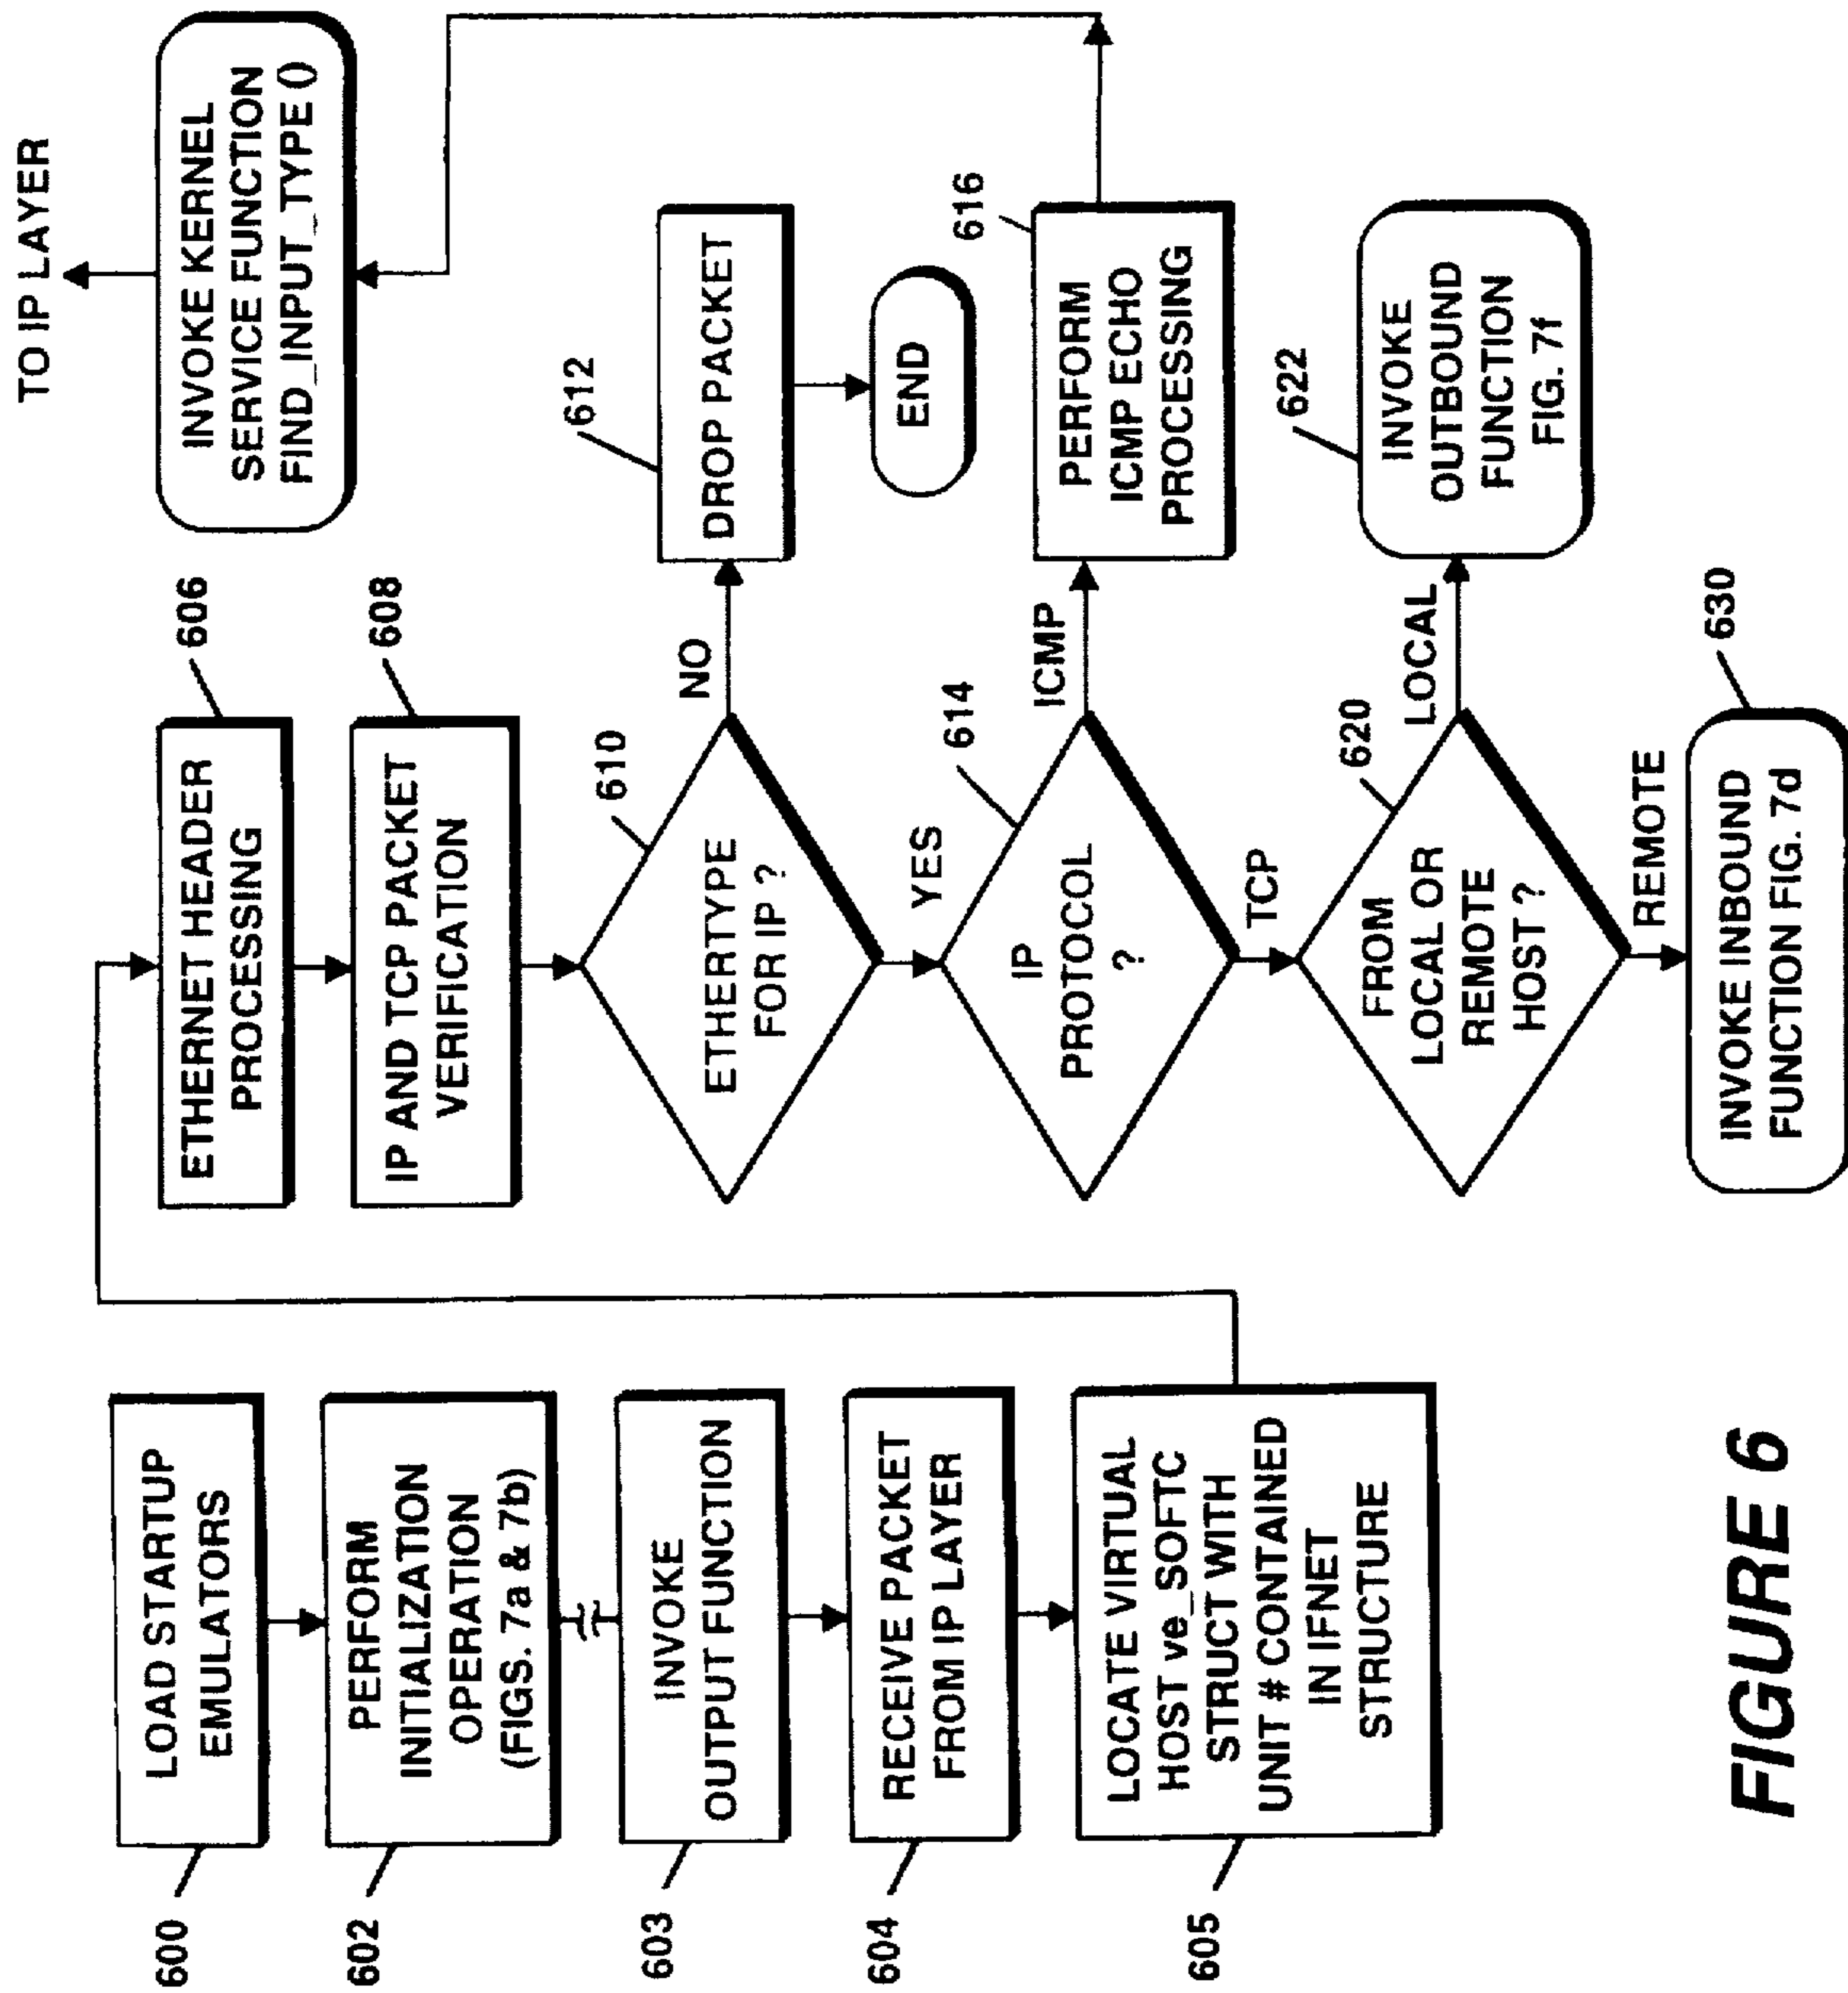 600
LOAD STARTUP
EMULATORS
602
PERFORM
INITIALIZATION
OPERATION
(FIGS. 7a & 7b)
603
INVOKE
OUTPUT FUNCTION
604
RECEIVE PACKET
FROM IP LAYER
605
LOCATE VIRTUAL
HOST ve_SOFTC
STRUCT WITH
UNIT # CONTAINED
IN IFNET
STRUCTURE
606
ETHERNET HEADER
PROCESSING
608
IP AND TCP PACKET
VERIFICATION
610
ETHERTYPE
FOR IP ?
NO
612
DROP PACKET
END
YES
614
IP
PROTOCOL
?
ICMP
616
PERFORM
ICMP ECHO
PROCESSING
TO IP LAYER
INVOKE KERNEL
SERVICE FUNCTION
FIND_INPUT_TYPE ()
TCP
620
FROM
LOCAL OR
REMOTE
HOST ?
LOCAL
622
INVOKE
OUTBOUND
FUNCTION
FIG. 7f
REMOTE
630
INVOKE INBOUND
FUNCTION FIG. 7d
FIGURE 6